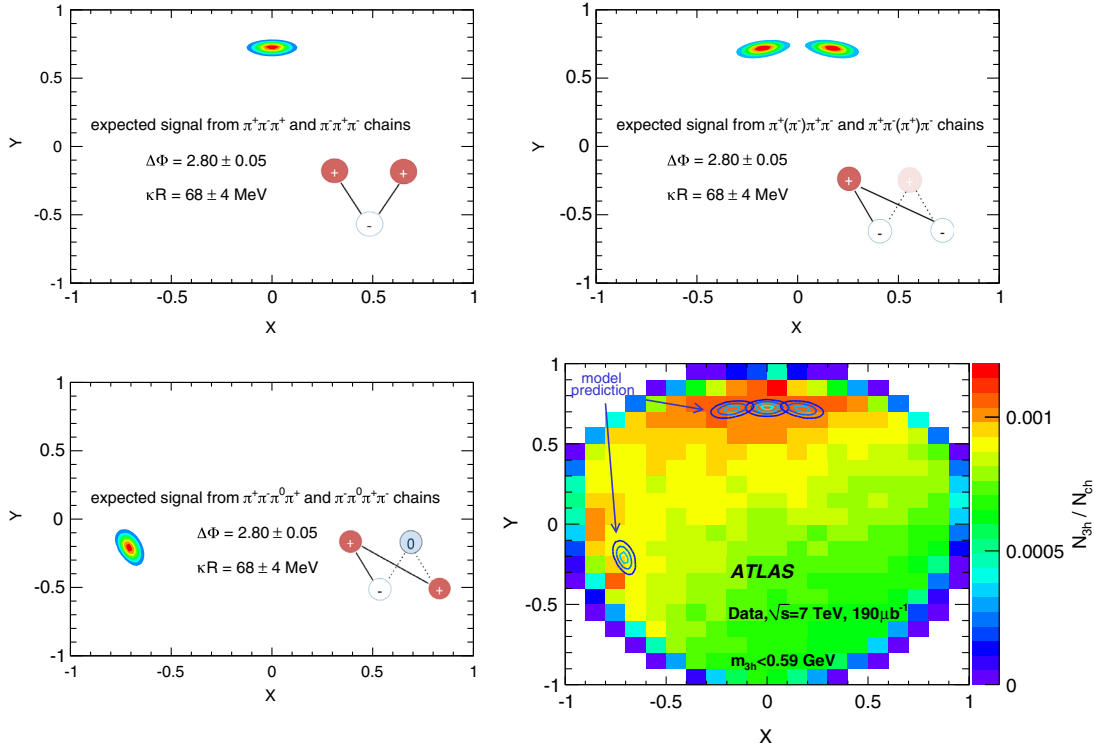 1
0.5
0
-0.5
-1
Y
expected signal from π⁺π⁻π⁺ and π⁻π⁺π⁻ chains
ΔΦ = 2.80 ± 0.05
κR = 68 ± 4 MeV
+
+
-
-1
-0.5
0
0.5
1
X
1
0.5
0
-0.5
-1
Y
expected signal from π⁺(π⁻)π⁺π⁻ and π⁺π⁻(π⁺)π⁻ chains
ΔΦ = 2.80 ± 0.05
κR = 68 ± 4 MeV
+
+
-
-
-1
-0.5
0
0.5
1
X
1
0.5
0
-0.5
-1
Y
expected signal from π⁺π⁻π⁰π⁺ and π⁻π⁰π⁺π⁻ chains
ΔΦ = 2.80 ± 0.05
κR = 68 ± 4 MeV
+
0
-
+
-1
-0.5
0
0.5
1
X
1
0.5
0
-0.5
-1
Y
model
prediction
ATLAS
Data,√s=7 TeV, 190μb⁻¹
m₃ₕ<0.59 GeV
-1
-0.5
0
0.5
1
X
0.001
0.0005
0
N₃ₕ / N_ch